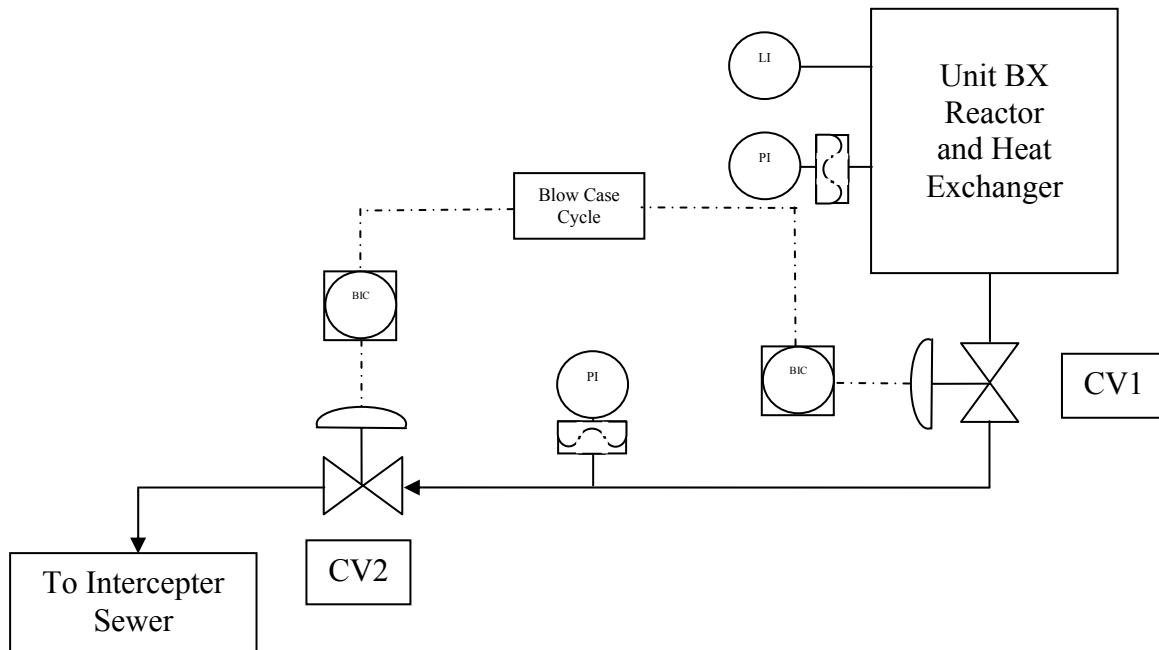 LI
Unit BX
Reactor
and Heat
Exchanger
PI
Blow Case
Cycle
BIC
PI
BIC
CV1
CV2
To Intercepter
Sewer